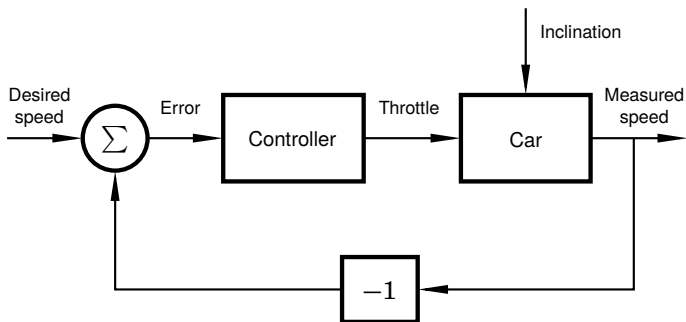 Inclination
Desired
speed
Error
Throttle
Measured
speed
Σ
Controller
Car
−1